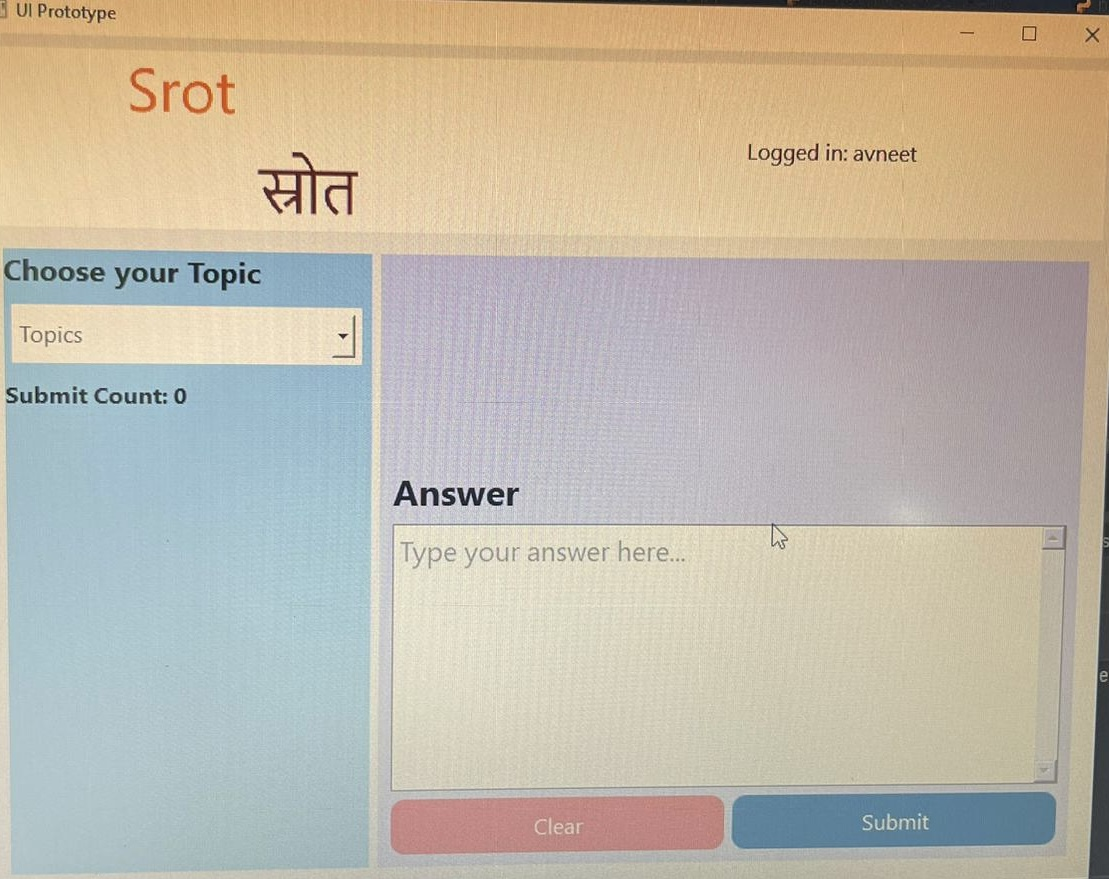 UI Prototype
Srot
स्रोत
Logged in: avneet
Choose your Topic
Topics
Submit Count: 0
Answer
Type your answer here...
Clear
Submit